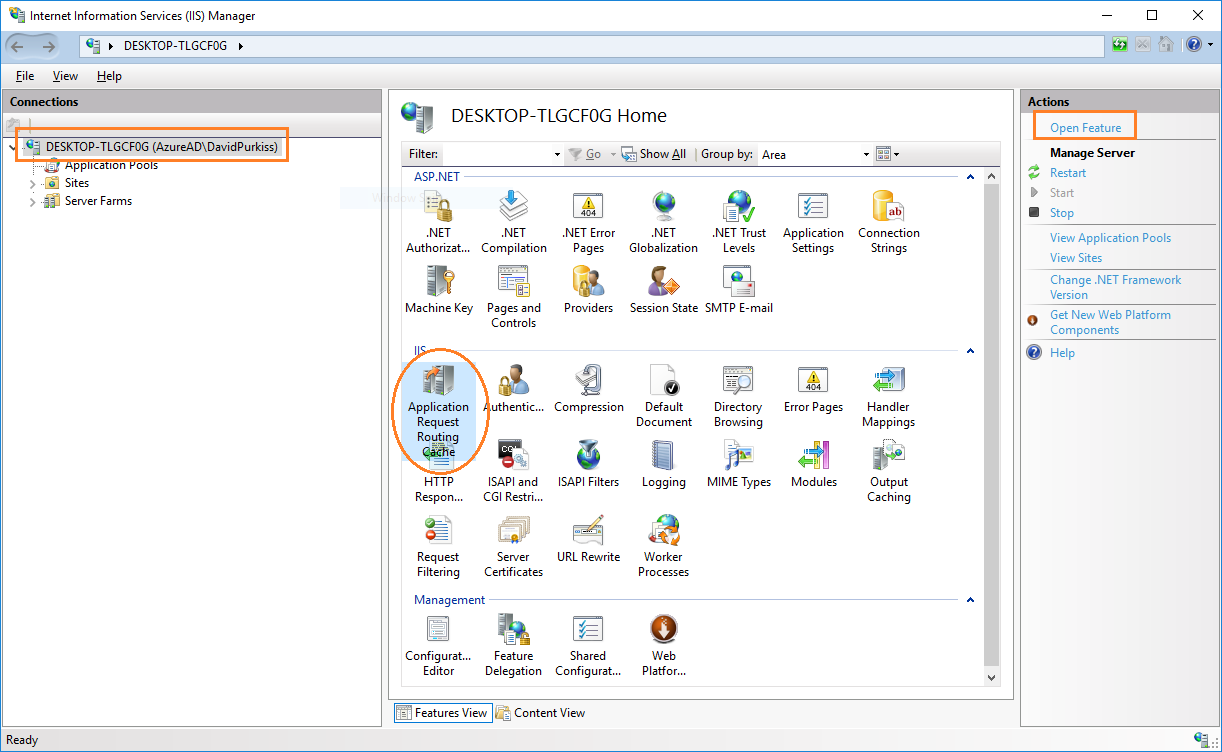 Internet Information Services (IIS) Manager
DESKTOP-TLGCF0G
File View Help
Connections
DESKTOP-TLGCF0G (AzureAD\DavidPurkiss)
Application Pools
Sites
Server Farms
DESKTOP-TLGCF0G Home
Filter: Go Show All Group by: Area
ASP.NET
.NET Authorizat...
.NET Compilation
404
.NET Error Pages
.NET Globalization
.NET Trust Levels
Application Settings
ab
Connection Strings
Machine Key
Pages and Controls
Providers
Session State
SMTP E-mail
IIS
Application Request Routing Cache
Authentic...
Compression
Default Document
Directory Browsing
404
Error Pages
Handler Mappings
HTTP Respon...
CGI
ISAPI and CGI Restri...
ISAPI Filters
Logging
MIME Types
Modules
Output Caching
Request Filtering
Server Certificates
URL Rewrite
Worker Processes
Management
Configurat... Editor
Feature Delegation
Shared Configurat...
Web Platfor...
Features View Content View
Actions
Open Feature
Manage Server
Restart
Start
Stop
View Application Pools
View Sites
Change .NET Framework
Version
Get New Web Platform
Components
Help
Ready